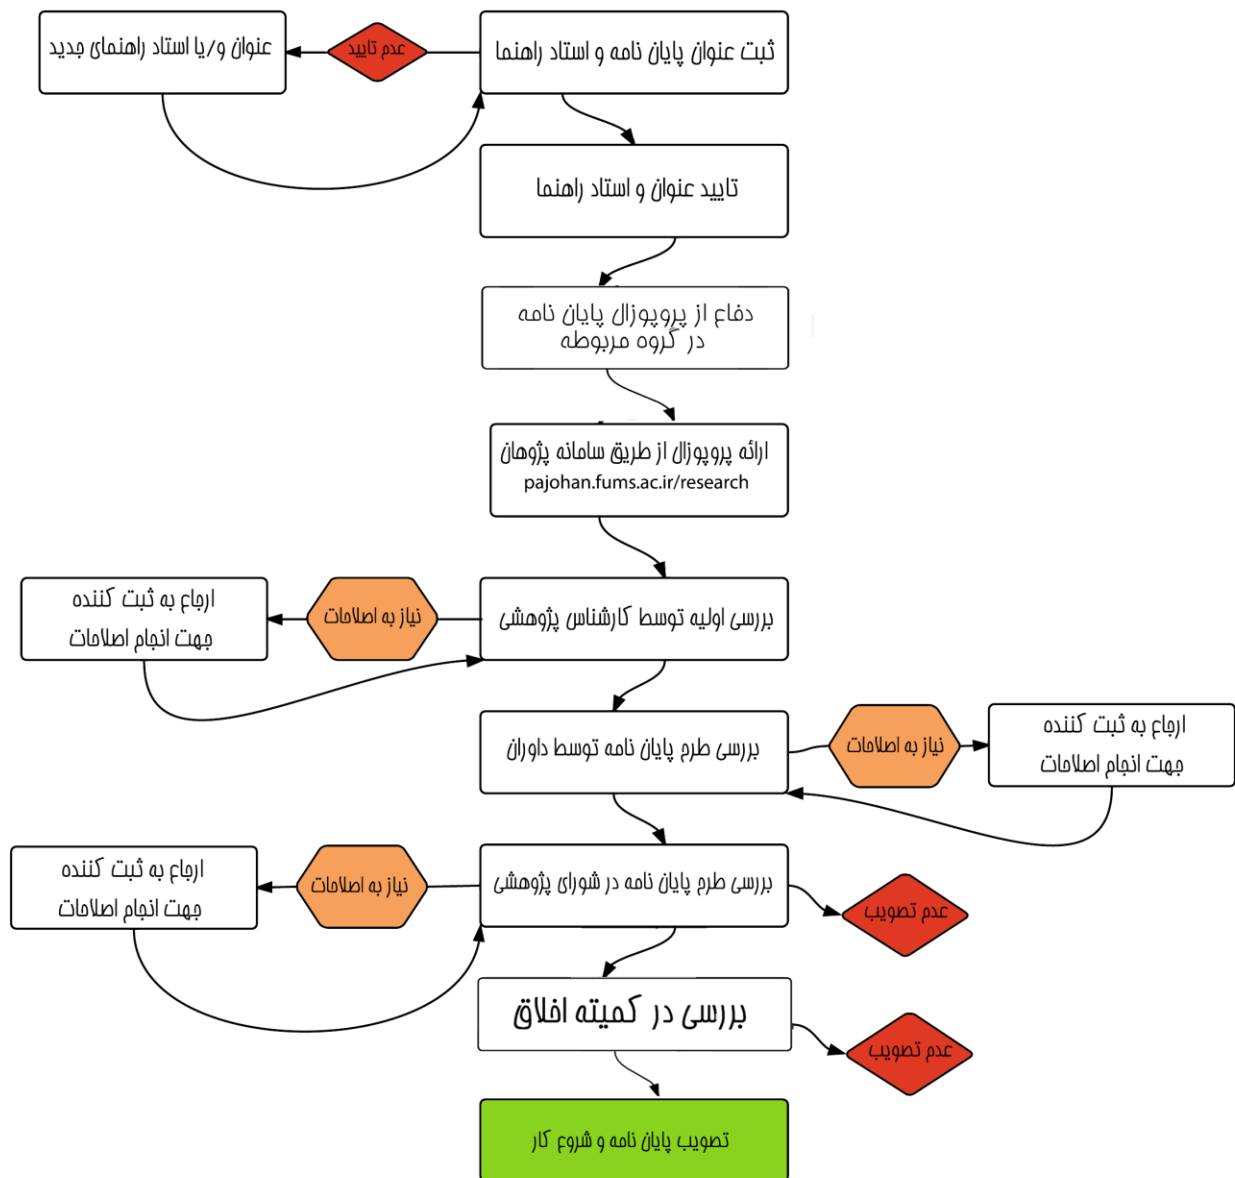 ثبت عنوان پایان نامه و استاد راهنما
عدم تایید
عنوان و/یا استاد راهنمای جدید
تایید عنوان و استاد راهنما
دفاع از پروپوزال پایان نامه
در گروه مربوطه
ارائه پروپوزال از طریق سامانه پژوهان
pajohan.fums.ac.ir/research
بررسی اولیه توسط کارشناس پژوهشی
نیاز به اصلاحات
ارجاع به ثبت کننده
جهت انجام اصلاحات
بررسی طرح پایان نامه توسط داوران
نیاز به اصلاحات
ارجاع به ثبت کننده
جهت انجام اصلاحات
بررسی طرح پایان نامه در شورای پژوهشی
نیاز به اصلاحات
ارجاع به ثبت کننده
جهت انجام اصلاحات
عدم تصویب
بررسی در کمیته اخلاق
عدم تصویب
تصویب پایان نامه و شروع کار